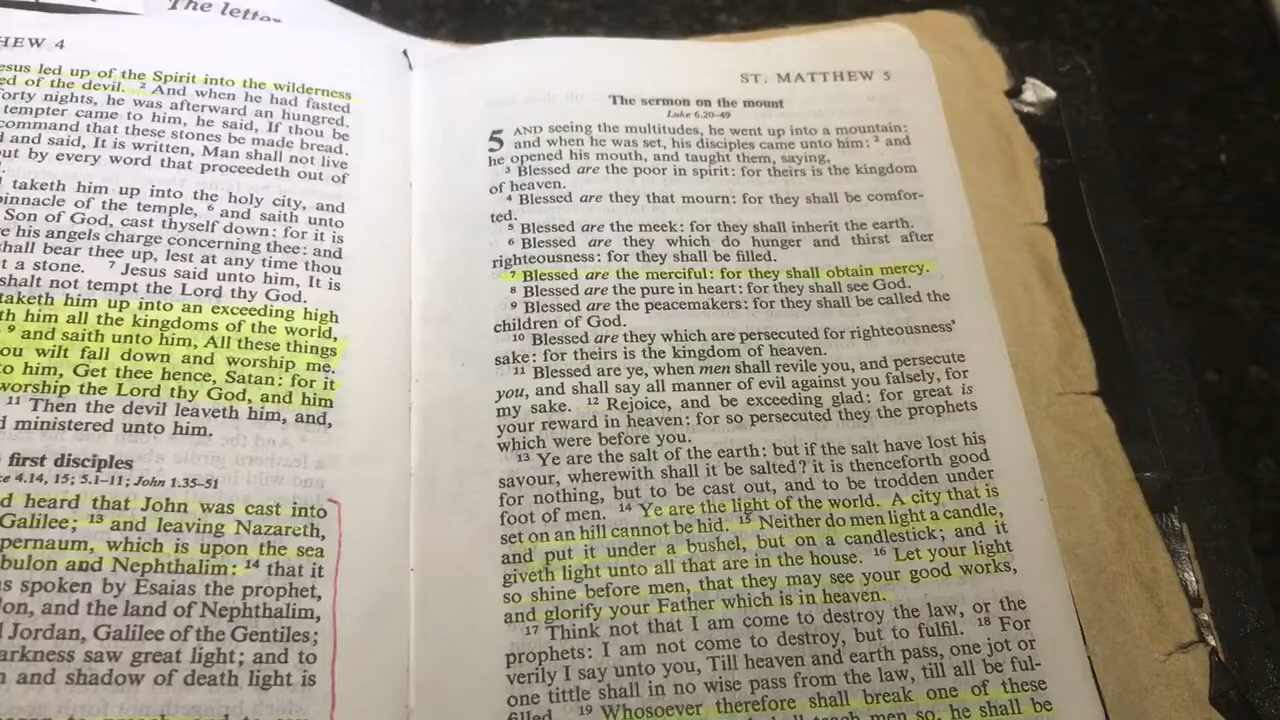 The letter
HEW 4
esus led up of the Spirit into the wilderness
ed of the devil. 2 And when he had fasted
forty nights, he was afterward an hungred.
tempter came to him, he said, If thou be
command that these stones be made bread.
d and said, It is written, Man shall not live
out by every word that proceedeth out of
l taketh him up into the holy city, and
pinnacle of the temple, 6 and saith unto
Son of God, cast thyself down: for it is
e his angels charge concerning thee: and
shall bear thee up, lest at any time thou
t a stone. 7 Jesus said unto him, It is
shalt not tempt the Lord thy God.
taketh him up into an exceeding high
th him all the kingdoms of the world,
9 and saith unto him, All these things
ou wilt fall down and worship me.
to him, Get thee hence, Satan: for it
worship the Lord thy God, and him
11 Then the devil leaveth him, and,
d ministered unto him.
first disciples
ke 4.14, 15; 5.1–11; John 1.35–51
d heard that John was cast into
Galilee; 13 and leaving Nazareth,
pernaum, which is upon the sea
bulon and Nephthalim: 14 that it
as spoken by Esaias the prophet,
lon, and the land of Nephthalim,
Jordan, Galilee of the Gentiles;
arkness saw great light; and to
n and shadow of death light is
ST. MATTHEW 5
The sermon on the mount
Luke 6.20–49
5 AND seeing the multitudes, he went up into a mountain:
and when he was set, his disciples came unto him: 2 and
he opened his mouth, and taught them, saying,
3 Blessed are the poor in spirit: for theirs is the kingdom
of heaven.
4 Blessed are they that mourn: for they shall be comfor-
ted.
5 Blessed are the meek: for they shall inherit the earth.
6 Blessed are they which do hunger and thirst after
righteousness: for they shall be filled.
7 Blessed are the merciful: for they shall obtain mercy.
8 Blessed are the pure in heart: for they shall see God.
9 Blessed are the peacemakers: for they shall be called the
children of God.
10 Blessed are they which are persecuted for righteousness'
sake: for theirs is the kingdom of heaven.
11 Blessed are ye, when men shall revile you, and persecute
you, and shall say all manner of evil against you falsely, for
my sake. 12 Rejoice, and be exceeding glad: for great is
your reward in heaven: for so persecuted they the prophets
which were before you.
13 Ye are the salt of the earth: but if the salt have lost his
savour, wherewith shall it be salted? it is thenceforth good
for nothing, but to be cast out, and to be trodden under
foot of men. 14 Ye are the light of the world. A city that is
set on an hill cannot be hid. 15 Neither do men light a candle,
and put it under a bushel, but on a candlestick; and it
giveth light unto all that are in the house. 16 Let your light
so shine before men, that they may see your good works,
and glorify your Father which is in heaven.
17 Think not that I am come to destroy the law, or the
prophets: I am not come to destroy, but to fulfil. 18 For
verily I say unto you, Till heaven and earth pass, one jot or
one tittle shall in no wise pass from the law, till all be ful-
filled. 19 Whosoever therefore shall break one of these
men so, he shall be